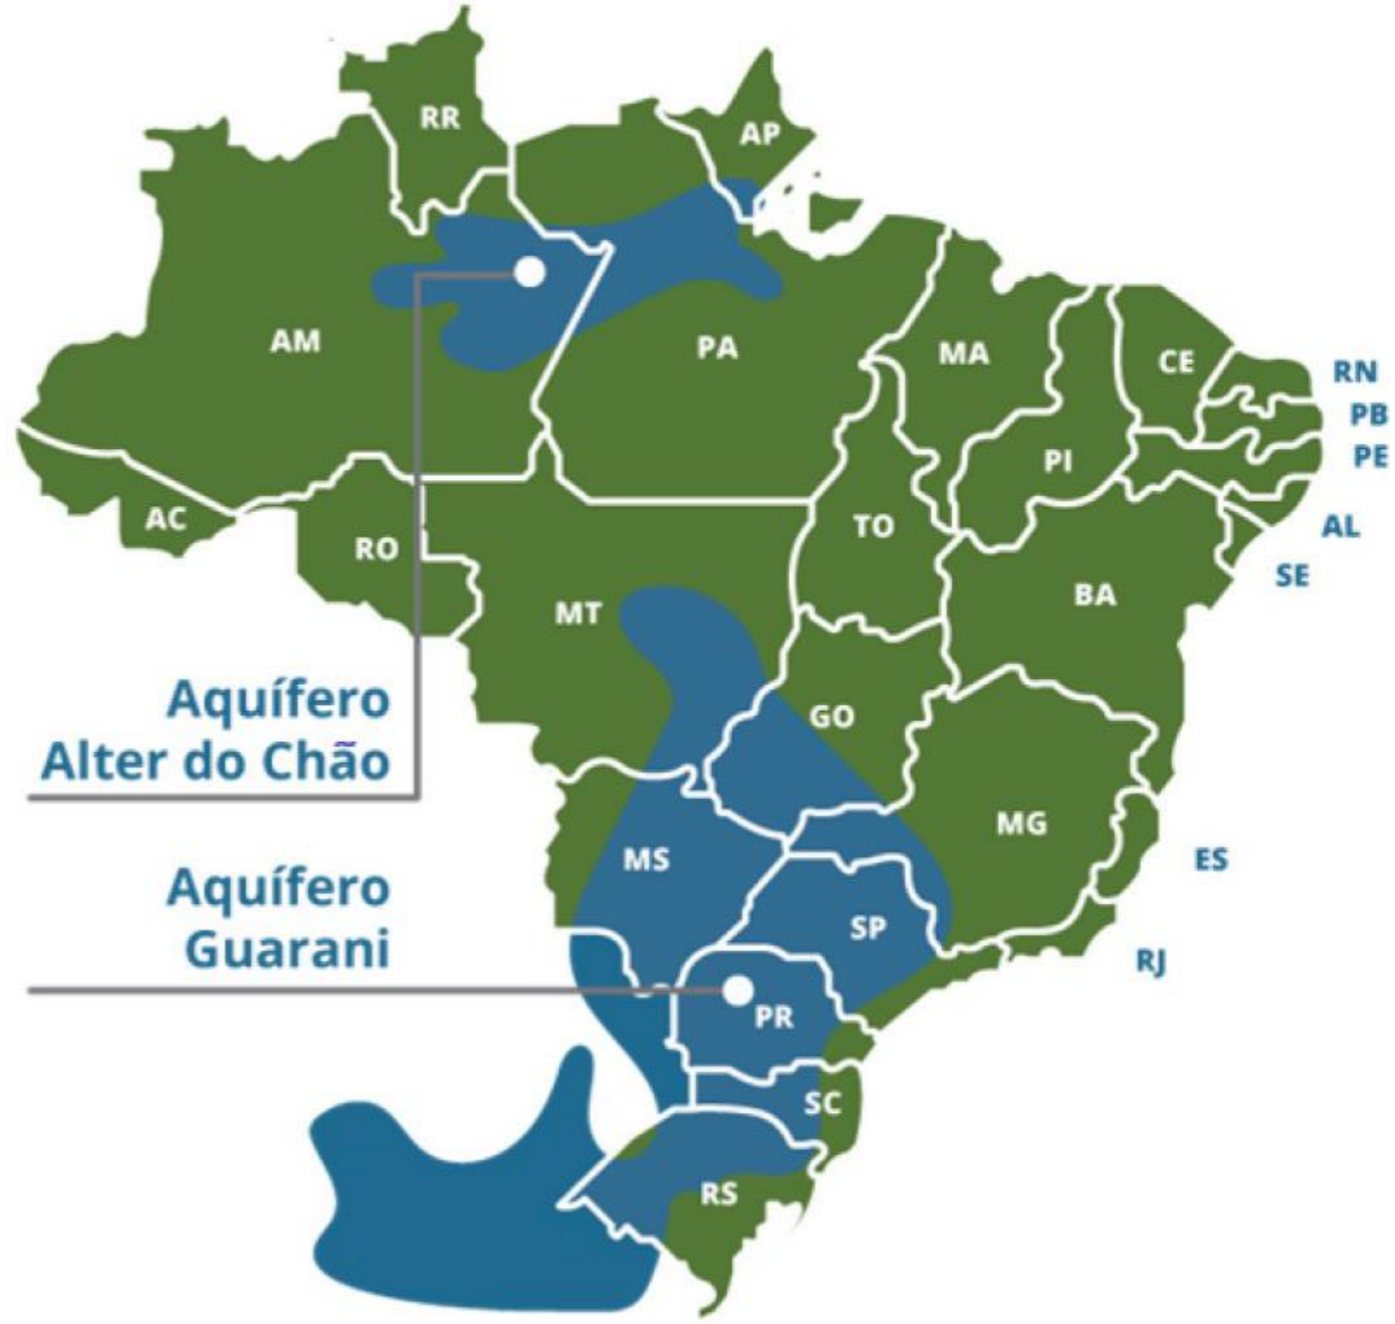 RR
AP
AM
PA
MA
CE
RN
PB
PE
PI
AC
RO
TO
AL
SE
BA
MT
GO
Aquífero
Alter do Chão
MG
MS
ES
Aquífero
Guarani
SP
RJ
PR
SC
RS